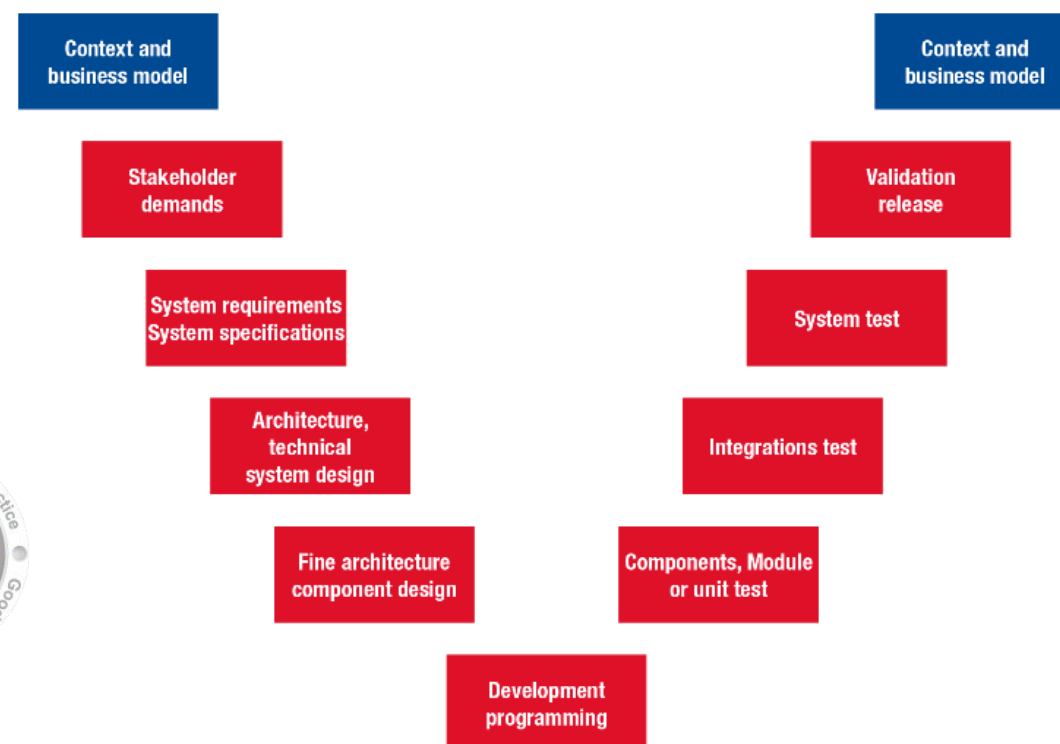 Context and
business model
Context and
business model
Stakeholder
demands
Validation
release
System requirements
System specifications
System test
Architecture,
technical
system design
Integrations test
Fine architecture
component design
Components, Module
or unit test
Development
programming